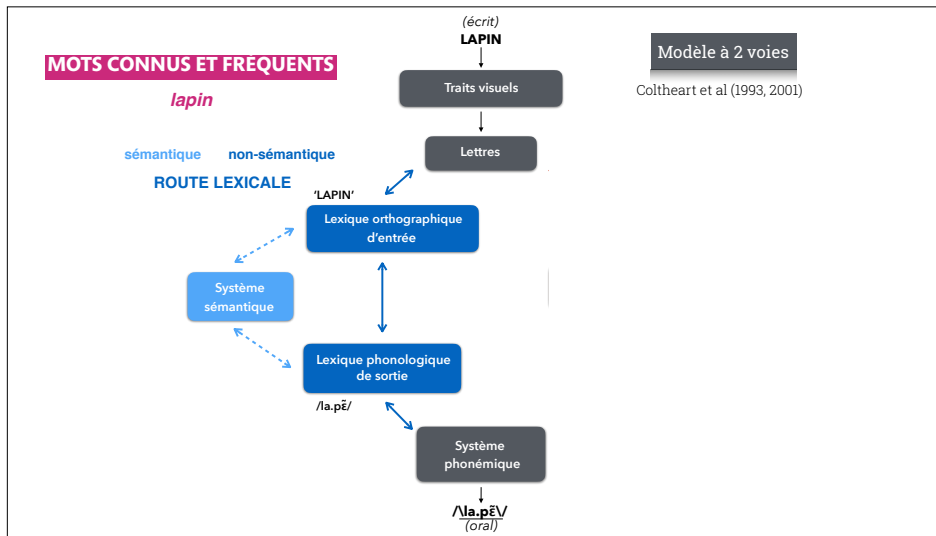 (écrit)
LAPIN
Modèle à 2 voies
Coltheart et al (1993, 2001)
MOTS CONNUS ET FRÉQUENTS
lapin
Traits visuels
Lettres
sémantique non-sémantique
ROUTE LEXICALE
'LAPIN'
Lexique orthographique
d'entrée
Système
sémantique
Lexique phonologique
de sortie
/la.pɛ̃/
Système
phonémique
/\la.pɛ̃\/
(oral)